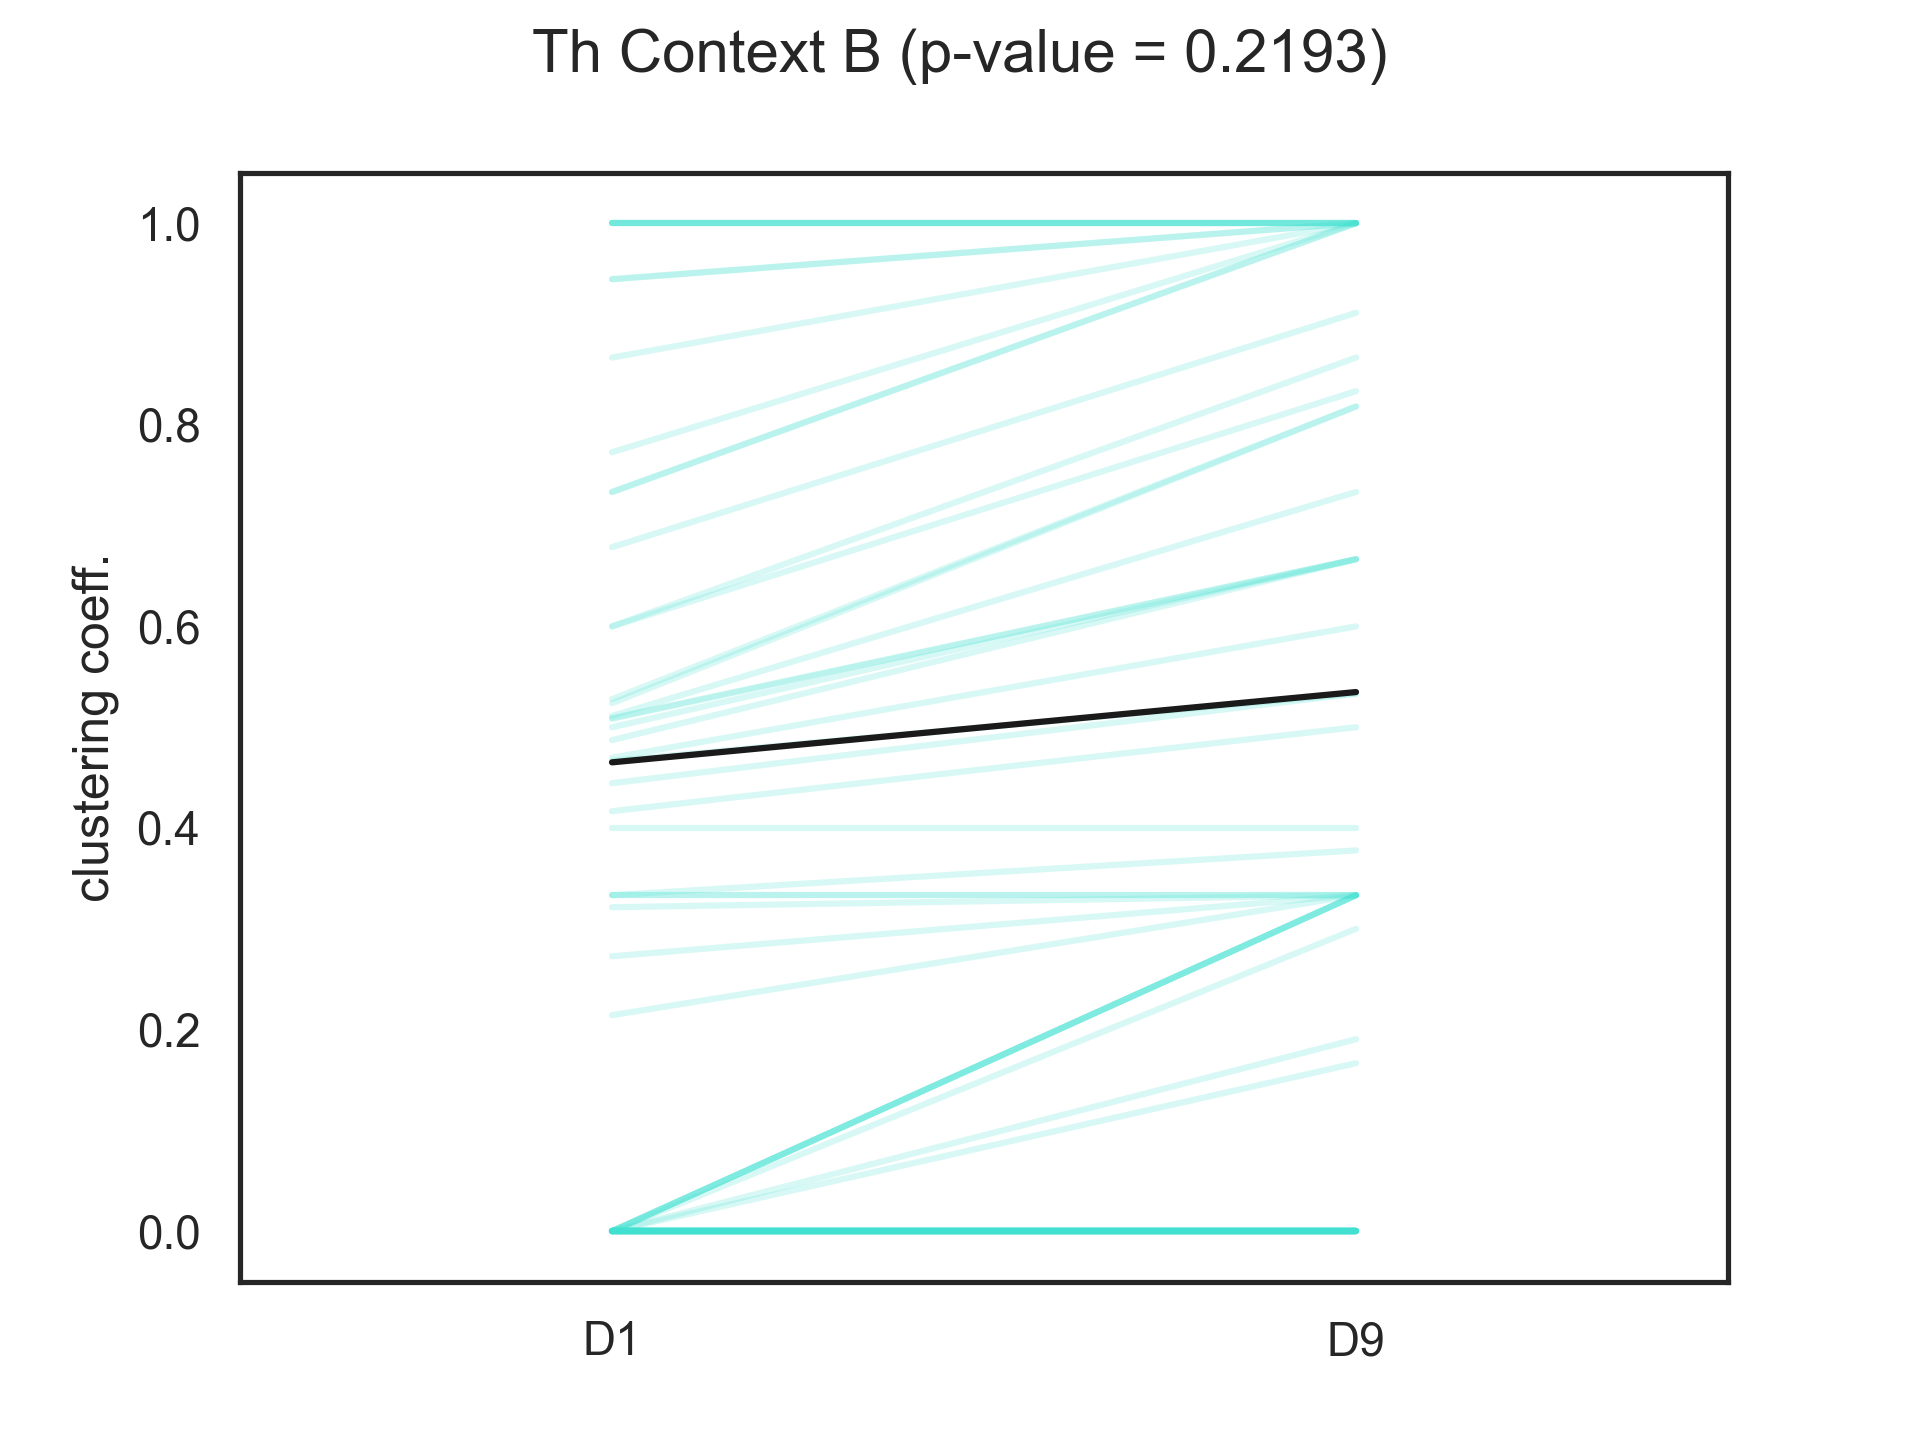 Th Context B (p-value = 0.2193)
1.0
0.8
0.6
0.4
0.2
0.0
clustering coeff.
D1
D9